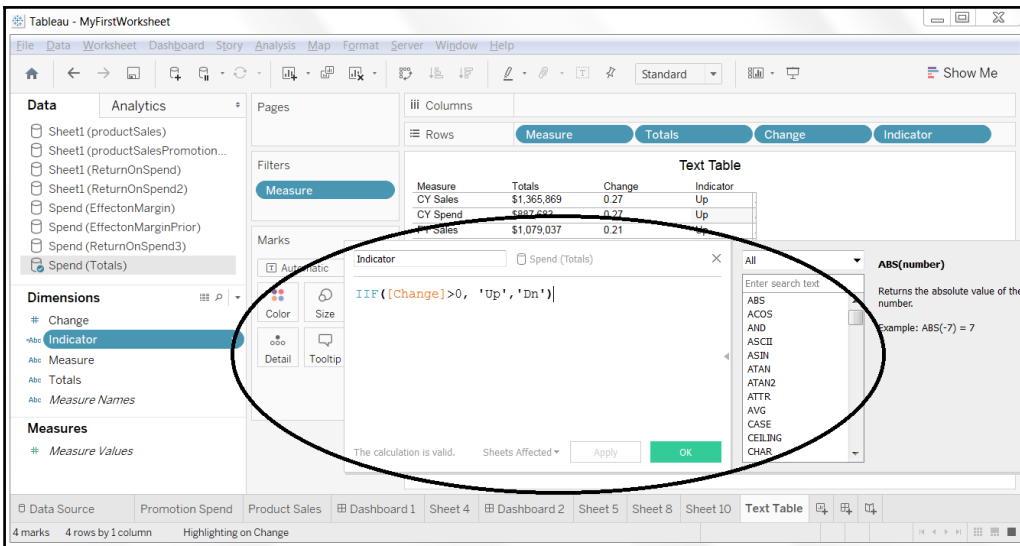 Tableau - MyFirstWorksheet
File Data Worksheet Dashboard Story Analysis Map Format Server Window Help
Standard
Show Me
Data Analytics
Sheet1 (productSales)
Sheet1 (productSalesPromotion...
Sheet1 (ReturnOnSpend)
Sheet1 (ReturnOnSpend2)
Spend (EffectonMargin)
Spend (EffectonMarginPrior)
Spend (ReturnOnSpend3)
Spend (Totals)
Dimensions
# Change
=Abc Indicator
Abc Measure
Abc Totals
Abc Measure Names
Measures
# Measure Values
Pages
Filters
Measure
Marks
Automatic
Color Size
Detail Tooltip
iii Columns
Rows Measure Totals Change Indicator
Text Table
Measure Totals Change Indicator
CY Sales $1,365,869 0.27 Up
CY Spend $887,683 0.27 Up
Sales $1,079,037 0.21 Up
Indicator Spend (Totals)
IIF([Change]>0, 'Up','Dn')
The calculation is valid. Sheets Affected Apply OK
All
Enter search text
ABS
ACOS
AND
ASCII
ASIN
ATAN
ATAN2
ATTR
AVG
CASE
CEILING
CHAR
ABS(number)
Returns the absolute value of the
number.
Example: ABS(-7) = 7
Data Source Promotion Spend Product Sales Dashboard 1 Sheet 4 Dashboard 2 Sheet 5 Sheet 8 Sheet 10 Text Table
4 marks 4 rows by 1 column Highlighting on Change